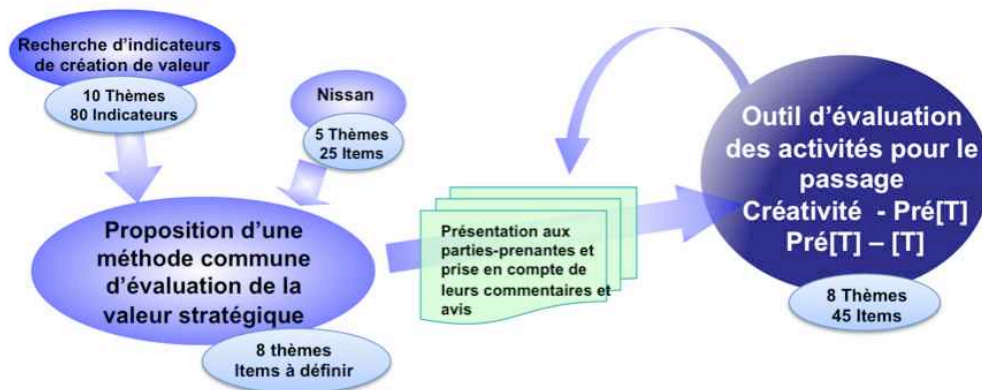 Recherche d'indicateurs
de création de valeur
10 Thèmes
80 Indicateurs
Nissan
5 Thèmes
25 Items
Proposition d'une
méthode commune
d'évaluation de la
valeur stratégique
8 thèmes
Items à définir
Présentation aux
parties-prenantes et
prise en compte de
leurs commentaires et
avis
Outil d'évaluation
des activités pour le
passage
Créativité - Pré[T]
Pré[T] – [T]
8 Thèmes
45 Items